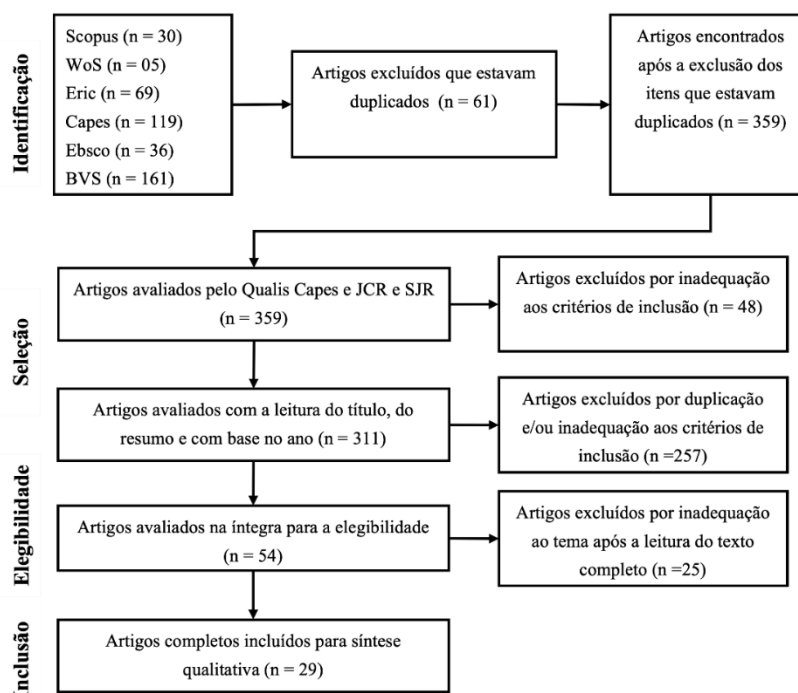 Identificação
Scopus (n = 30)
WoS (n = 05)
Eric (n = 69)
Capes (n = 119)
Ebsco (n = 36)
BVS (n = 161)
Artigos excluídos que estavam
duplicados (n = 61)
Artigos encontrados
após a exclusão dos
itens que estavam
duplicados (n = 359)
Seleção
Artigos avaliados pelo Qualis Capes e JCR e SJR
(n = 359)
Artigos excluídos por inadequação
aos critérios de inclusão (n = 48)
Artigos avaliados com a leitura do título, do
resumo e com base no ano (n = 311)
Artigos excluídos por duplicação
e/ou inadequação aos critérios de
inclusão (n =257)
Elegibilidade
Artigos avaliados na íntegra para a elegibilidade
(n = 54)
Artigos excluídos por inadequação
ao tema após a leitura do texto
completo (n =25)
Inclusão
Artigos completos incluídos para síntese
qualitativa (n = 29)